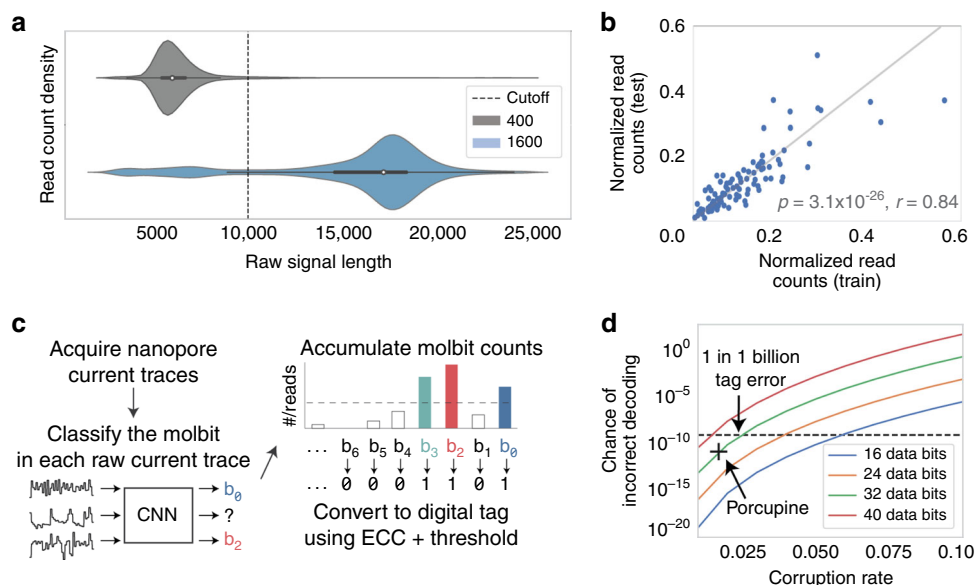 a
Read count density
Cutoff
400
1600
5000 10,000 15,000 20,000 25,000
Raw signal length
b
Normalized read
counts (test)
0.6
0.4
0.2
p = 3.1x10-26, r = 0.84
0.0 0.2 0.4 0.6
Normalized read
counts (train)
c
Acquire nanopore
current traces
Classify the molbit
in each raw current trace
CNN
b0
?
b2
Accumulate molbit counts
#/reads
... b6 b5 b4 b3 b2 b1 b0
... 0 0 0 1 1 0 1
Convert to digital tag
using ECC + threshold
d
Chance of
incorrect decoding
10^0
10^-5
10^-10
10^-15
10^-20
1 in 1 billion
tag error
Porcupine
16 data bits
24 data bits
32 data bits
40 data bits
0.025 0.050 0.075 0.10
Corruption rate